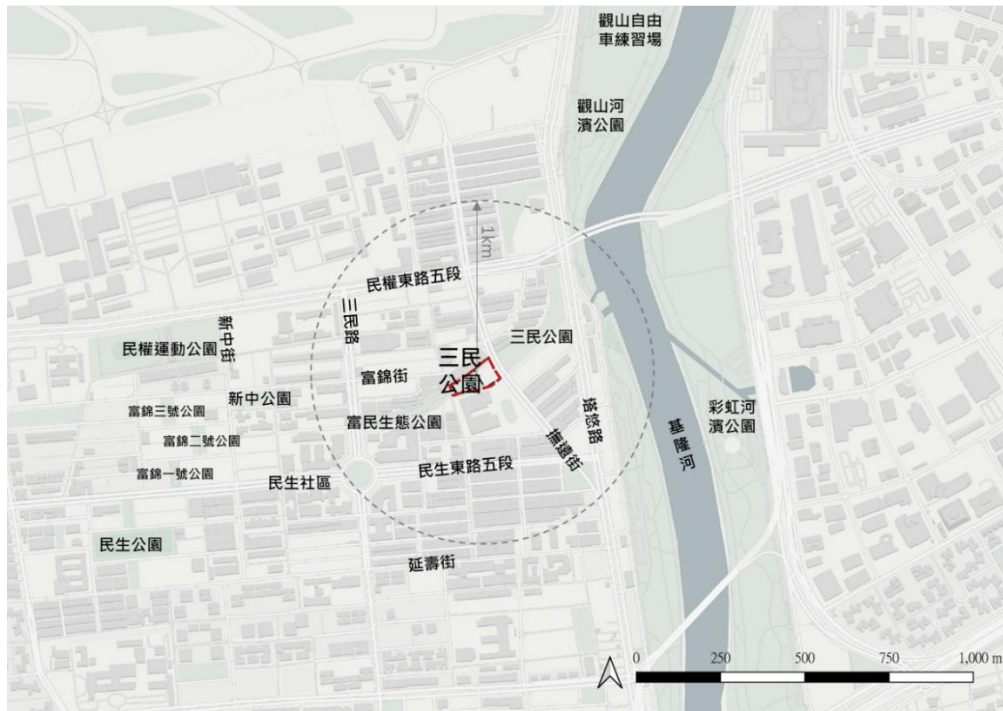 觀山自由
車練習場
觀山河
濱公園
1km
民權東路五段
三民路
新中街
民權運動公園
三民公園
三民
公園
富錦街
新中公園
富錦三號公園
富民生態公園
塔悠路
彩虹河
濱公園
基隆河
撫遠街
富錦二號公園
富錦一號公園
民生東路五段
民生社區
民生公園
延壽街
0 250 500 750 1,000 m